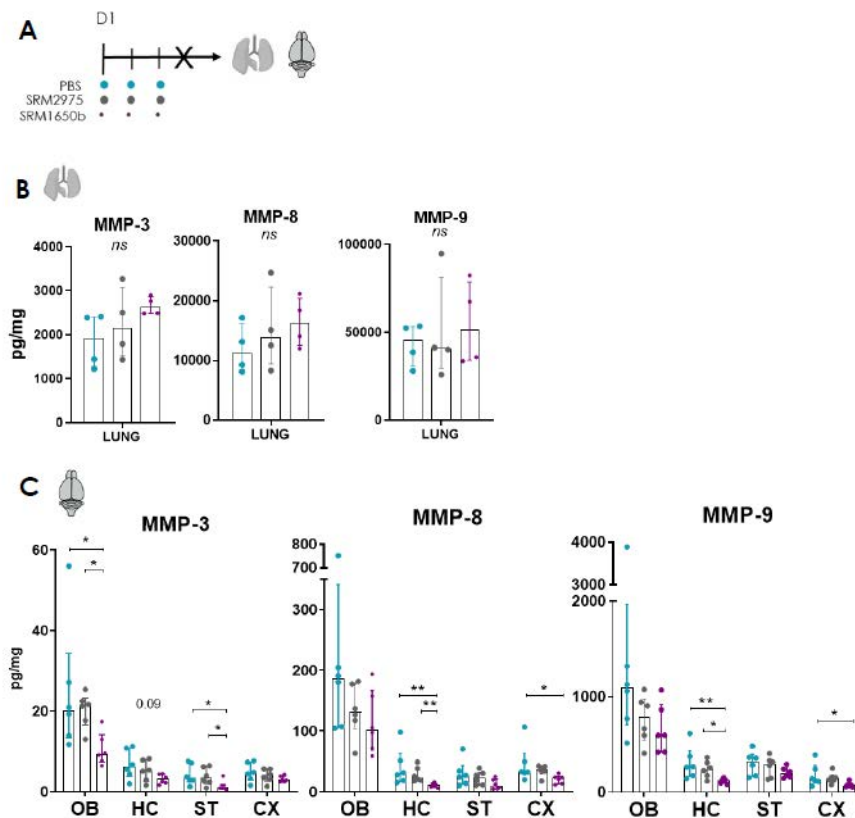 D1
A
PBS
SRM2975
SRM1650b
B
MMP-3
ns
MMP-8
ns
MMP-9
ns
pg/mg
4000
3000
2000
1000
0
LUNG
30000
20000
10000
0
LUNG
100000
50000
0
LUNG
C
MMP-3
MMP-8
MMP-9
pg/mg
60
40
20
0
*
*
0.09
*
*
OB HC ST CX
800
700
300
200
100
0
**
**
*
OB HC ST CX
4000
3000
2000
1000
0
**
*
*
OB HC ST CX